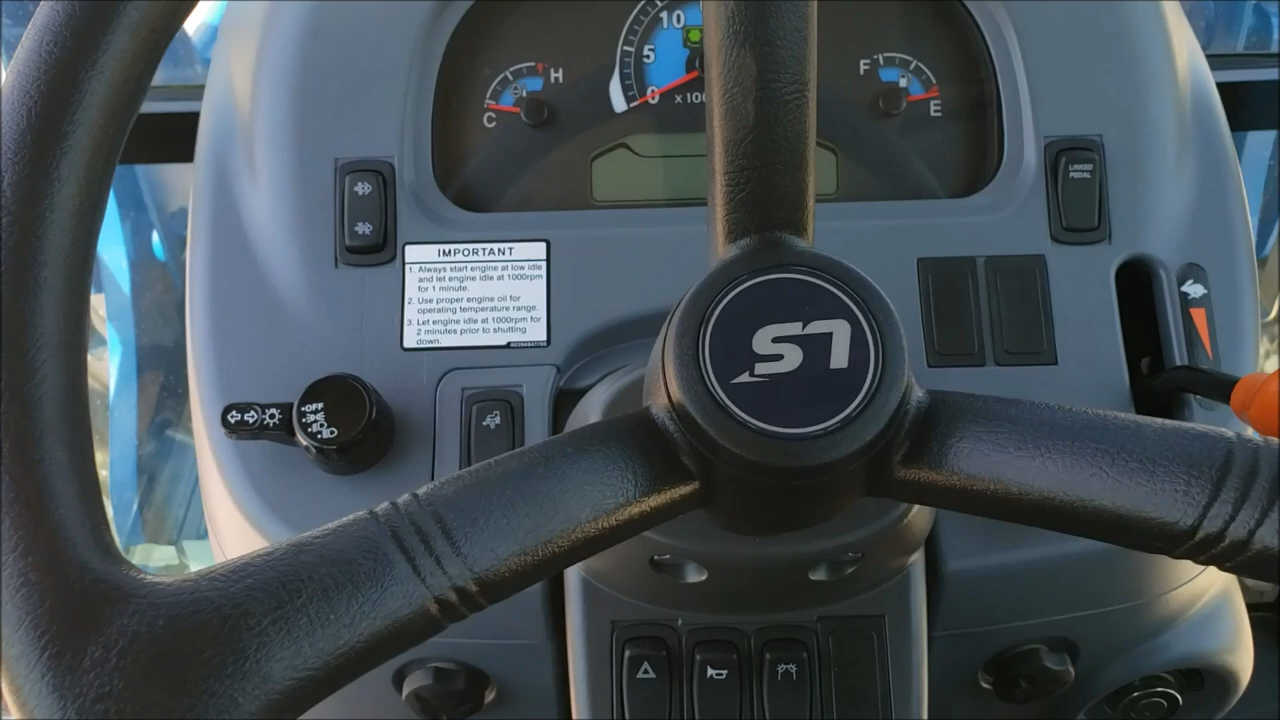 10
5
0
x100
H
C
F
E
LINKED
PEDAL
IMPORTANT
1. Always start engine at low idle
and let engine idle at 1000rpm
for 1 minute.
2. Use proper engine oil for
operating temperature range.
3. Let engine idle at 1000rpm for
2 minutes prior to shutting
down.
LS
OFF